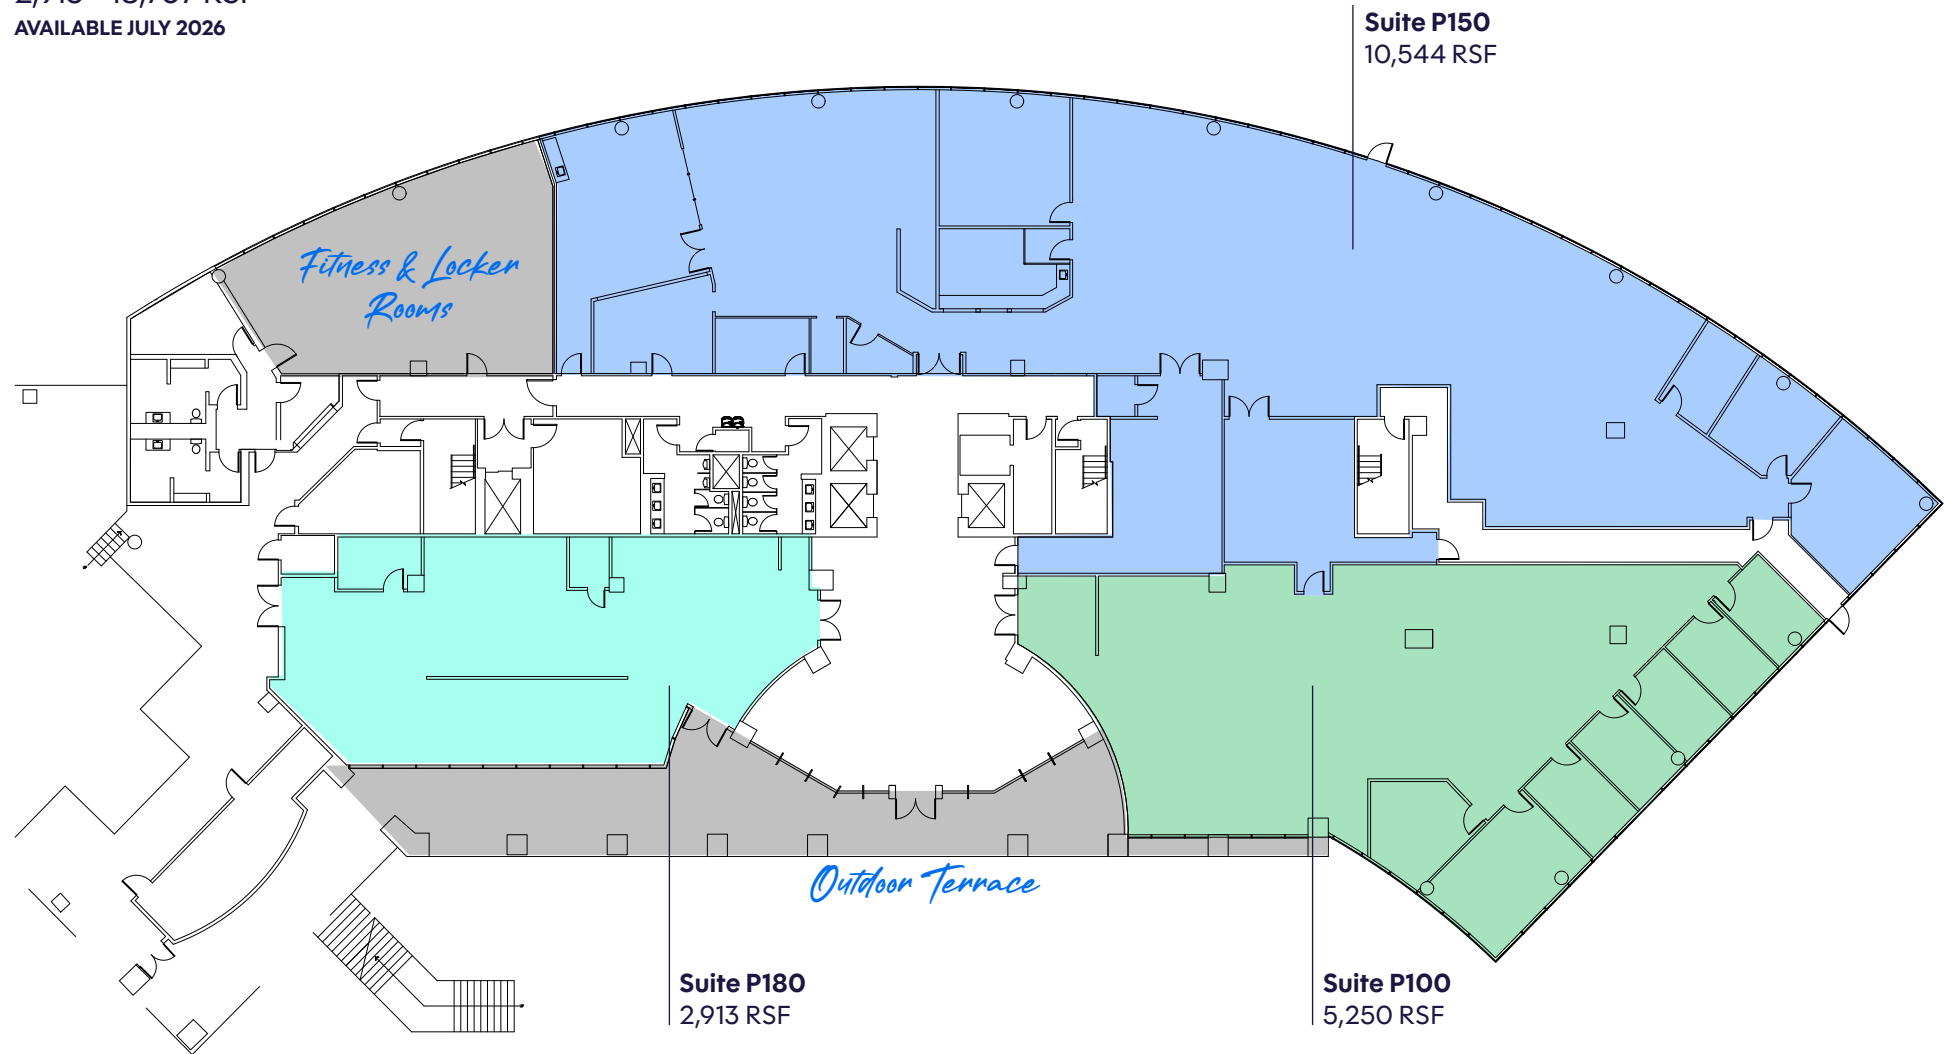 AVAILABLE JULY 2026
Suite P150
10,544 RSF
Fitness & Locker
Rooms
Outdoor Terrace
Suite P180
2,913 RSF
Suite P100
5,250 RSF